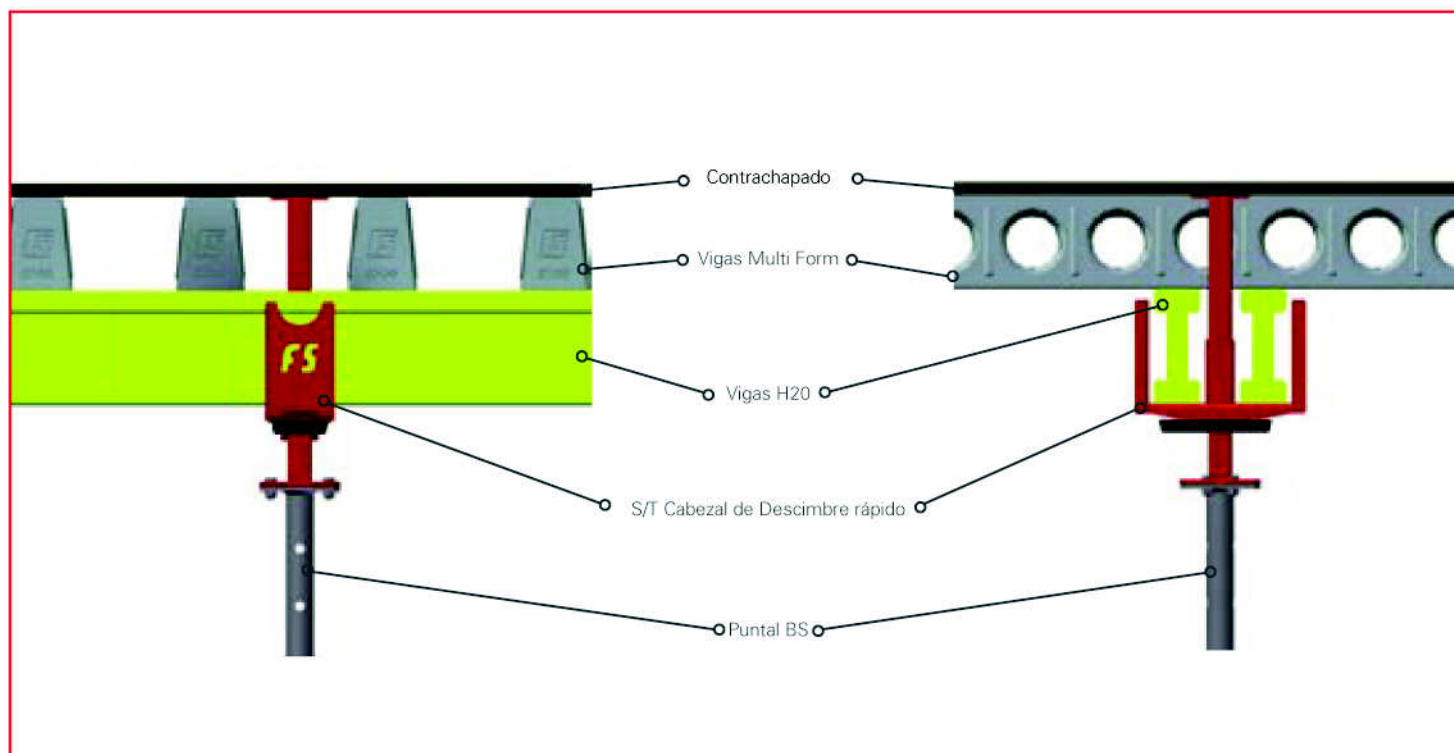 Contrachapado
Vigas Multi Form
FS
Vigas H20
S/T Cabezal de Descimbre rápido
Puntal BS